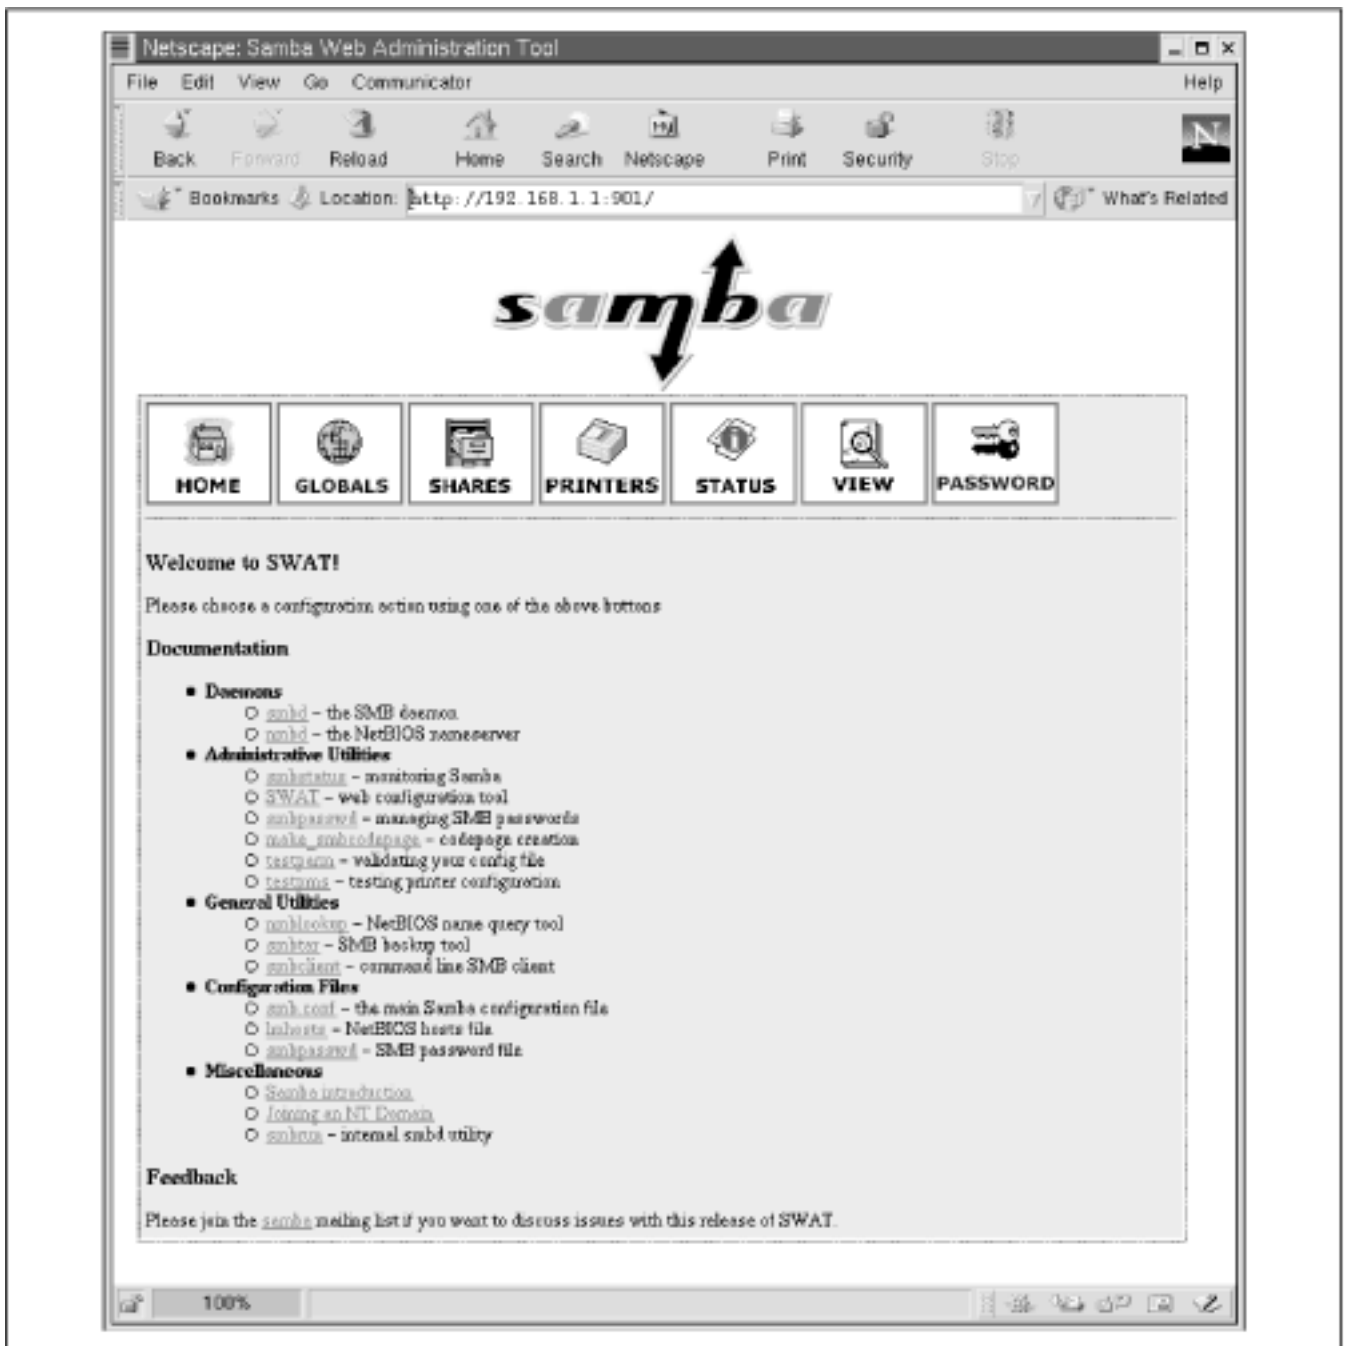 Netscape: Samba Web Administration Tool
File Edit View Go Communicator Help
Back Forward Reload Home Search Netscape Print Security Stop
My
N
Bookmarks Location: http://192.168.1.1:901/ What's Related
samba
HOME GLOBALS SHARES PRINTERS STATUS VIEW PASSWORD
Welcome to SWAT!
Please choose a configuration action using one of the above buttons
Documentation
Daemons
smbd - the SMB daemon
nmbd - the NetBIOS nameserver
Administrative Utilities
smbstatus - monitoring Samba
SWAT - web configuration tool
smbpasswd - managing SMB passwords
make_smbcodepage - codepage creation
testparm - validating your config file
testprns - testing printer configuration
General Utilities
nmblookup - NetBIOS name query tool
smbtar - SMB backup tool
smbclient - command line SMB client
Configuration Files
smb.conf - the main Samba configuration file
lmhosts - NetBIOS hosts file
smbpasswd - SMB password file
Miscellaneous
Samba introduction
Joining an NT Domain
smbrun - internal smbd utility
Feedback
Please join the samba mailing list if you want to discuss issues with this release of SWAT.
100%